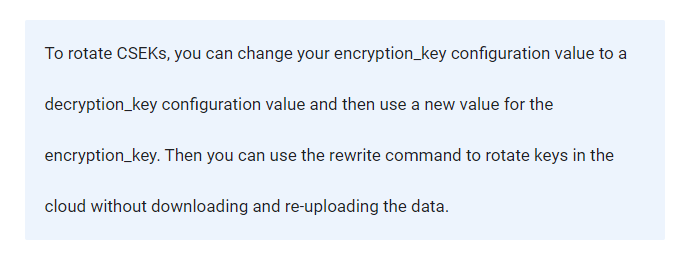 To rotate CSEKs, you can change your encryption_key configuration value to a
decryption_key configuration value and then use a new value for the
encryption_key. Then you can use the rewrite command to rotate keys in the
cloud without downloading and re-uploading the data.